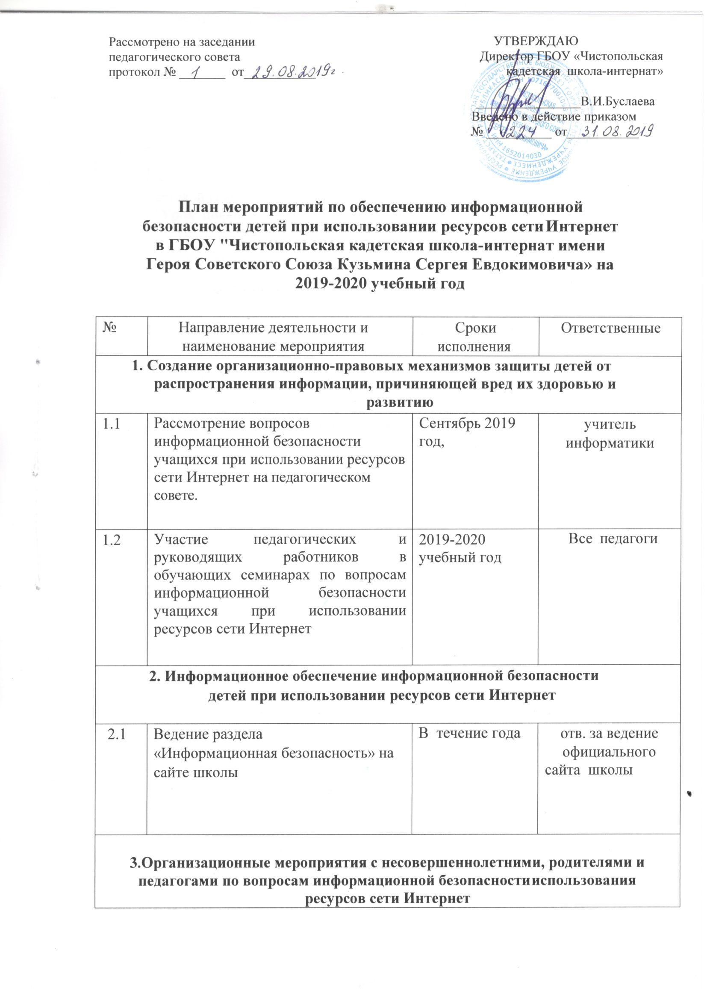 Рассмотрено на заседании
педагогического совета
протокол № 1 от 29.08.2019г.
УТВЕРЖДАЮ
Директор ГБОУ «Чистопольская
кадетская школа-интернат»
В.И.Буслаева
Введено в действие приказом
№ 224 от 31.08.2019
ИНН 1652014030
План мероприятий по обеспечению информационной
безопасности детей при использовании ресурсов сети Интернет
в ГБОУ "Чистопольская кадетская школа-интернат имени
Героя Советского Союза Кузьмина Сергея Евдокимовича» на
2019-2020 учебный год
№
Направление деятельности и
наименование мероприятия
Сроки
исполнения
Ответственные
1. Создание организационно-правовых механизмов защиты детей от
распространения информации, причиняющей вред их здоровью и
развитию
1.1
Рассмотрение вопросов
информационной безопасности
учащихся при использовании ресурсов
сети Интернет на педагогическом
совете.
Сентябрь 2019
год,
учитель
информатики
1.2
Участие педагогических и
руководящих работников в
обучающих семинарах по вопросам
информационной безопасности
учащихся при использовании
ресурсов сети Интернет
2019-2020
учебный год
Все педагоги
2. Информационное обеспечение информационной безопасности
детей при использовании ресурсов сети Интернет
2.1
Ведение раздела
«Информационная безопасность» на
сайте школы
В течение года
отв. за ведение
официального
сайта школы
3.Организационные мероприятия с несовершеннолетними, родителями и
педагогами по вопросам информационной безопасностииспользования
ресурсов сети Интернет